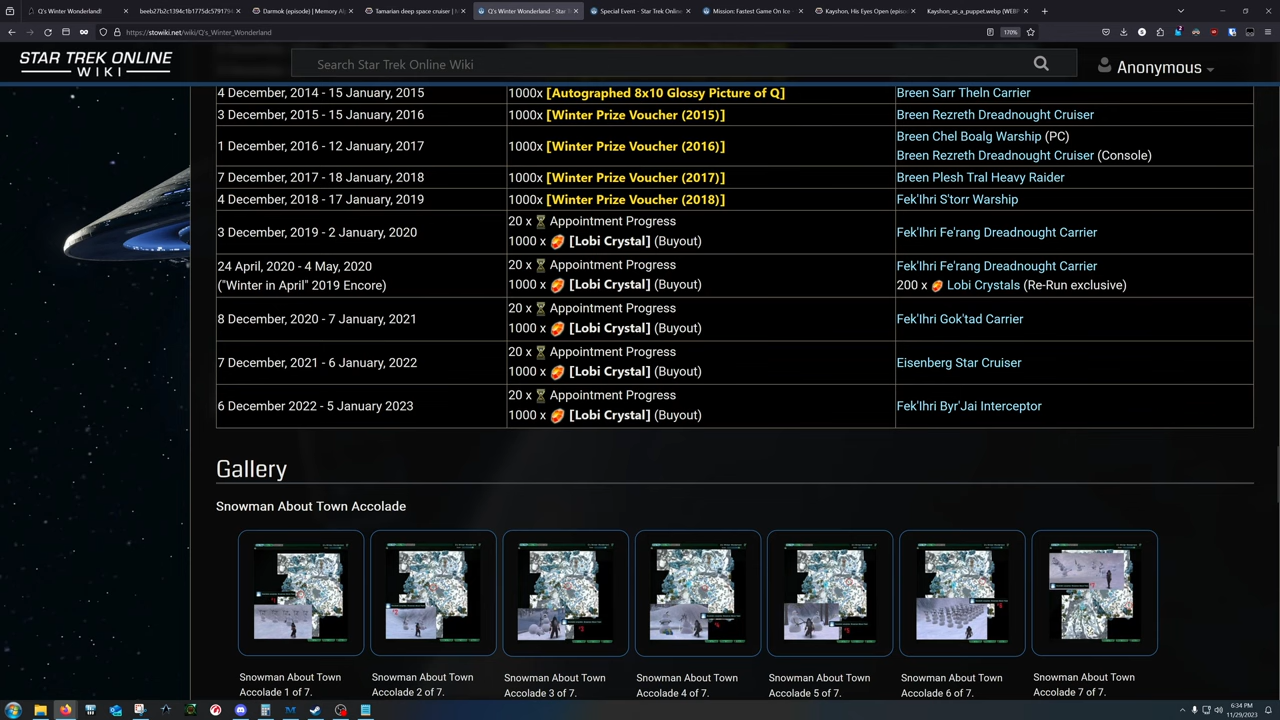 Q's Winter Wonderland!
beeb27b2c1394c1b1775dc5791794
Darmok (episode) | Memory Al
Tamarian deep space cruiser | M
Q's Winter Wonderland - Star T
Special Event - Star Trek Online
Mission: Fastest Game On Ice -
Kayshon, His Eyes Open (episod
Kayshon_as_a_puppet.webp (WEBP
https://stowiki.net/wiki/Q's_Winter_Wonderland
170%
STAR TREK ONLINE
WIKI
Search Star Trek Online Wiki
Anonymous
4 December, 2014 - 15 January, 2015 1000x [Autographed 8x10 Glossy Picture of Q] Breen Sarr Theln Carrier
3 December, 2015 - 15 January, 2016 1000x [Winter Prize Voucher (2015)] Breen Rezreth Dreadnought Cruiser
1 December, 2016 - 12 January, 2017 1000x [Winter Prize Voucher (2016)] Breen Chel Boalg Warship (PC)
Breen Rezreth Dreadnought Cruiser (Console)
7 December, 2017 - 18 January, 2018 1000x [Winter Prize Voucher (2017)] Breen Plesh Tral Heavy Raider
4 December, 2018 - 17 January, 2019 1000x [Winter Prize Voucher (2018)] Fek'Ihri S'torr Warship
3 December, 2019 - 2 January, 2020 20 x Appointment Progress
1000 x [Lobi Crystal] (Buyout) Fek'Ihri Fe'rang Dreadnought Carrier
24 April, 2020 - 4 May, 2020
("Winter in April" 2019 Encore) 20 x Appointment Progress
1000 x [Lobi Crystal] (Buyout) Fek'Ihri Fe'rang Dreadnought Carrier
200 x Lobi Crystals (Re-Run exclusive)
8 December, 2020 - 7 January, 2021 20 x Appointment Progress
1000 x [Lobi Crystal] (Buyout) Fek'Ihri Gok'tad Carrier
7 December, 2021 - 6 January, 2022 20 x Appointment Progress
1000 x [Lobi Crystal] (Buyout) Eisenberg Star Cruiser
6 December 2022 - 5 January 2023 20 x Appointment Progress
1000 x [Lobi Crystal] (Buyout) Fek'Ihri Byr'Jai Interceptor
Gallery
Snowman About Town Accolade
Snowman About Town
Accolade 1 of 7.
Snowman About Town
Accolade 2 of 7.
Snowman About Town
Accolade 3 of 7.
Snowman About Town
Accolade 4 of 7.
Snowman About Town
Accolade 5 of 7.
Snowman About Town
Accolade 6 of 7.
Snowman About Town
Accolade 7 of 7.
6:34 PM
11/29/2023